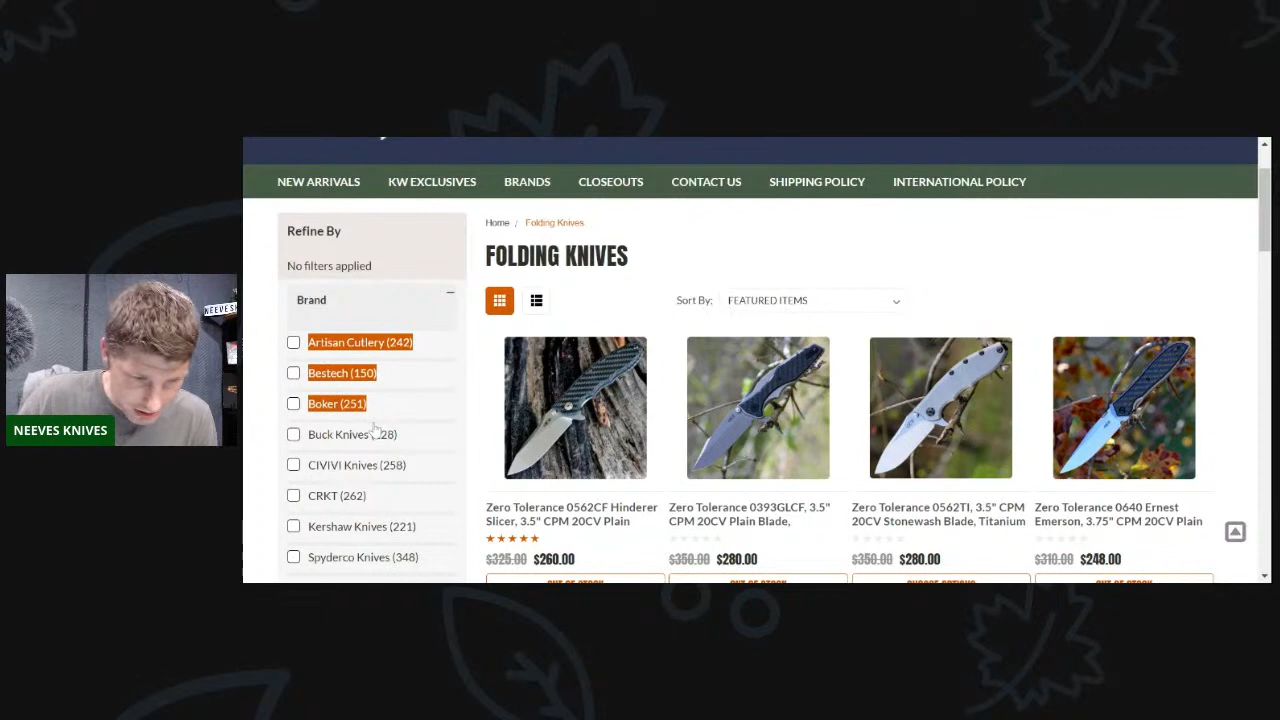 NEW ARRIVALS KW EXCLUSIVES BRANDS CLOSEOUTS CONTACT US SHIPPING POLICY INTERNATIONAL POLICY
Refine By
No filters applied
Brand
Artisan Cutlery (242)
Bestech (150)
Boker (251)
Buck Knives
CIVIVI Knives (258)
CRKT (262)
Kershaw Knives (221)
Spyderco Knives (348)
Home / Folding Knives
FOLDING KNIVES
Sort By: FEATURED ITEMS
Zero Tolerance 0562CF Hinderer
Slicer, 3.5" CPM 20CV Plain
$325.00 $260.00
Zero Tolerance 0393GLCF, 3.5"
CPM 20CV Plain Blade,
$350.00 $280.00
Zero Tolerance 0562TI, 3.5" CPM
20CV Stonewash Blade, Titanium
$350.00 $280.00
Zero Tolerance 0640 Ernest
Emerson, 3.75" CPM 20CV Plain
$310.00 $248.00
NEEVES KNIVES